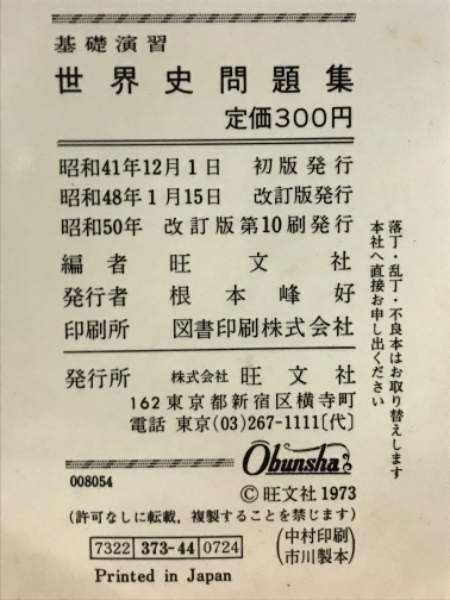 基礎演習
世界史問題集
定価300円
昭和41年12月1日 初版発行
昭和48年1月15日 改訂版発行
昭和50年 改訂版第10刷発行
編者 旺文社
発行者 根本峰好
印刷所 図書印刷株式会社
発行所 株式会社 旺文社
162 東京都新宿区横寺町
電話 東京(03)267-1111〔代〕
Obunsha
008054
©旺文社1973
(許可なしに転載,複製することを禁じます)
7322 373-44 0724
(中村印刷
市川製本)
Printed in Japan
落丁・乱丁・不良本はお取り替えします
本社へ直接お申し出ください